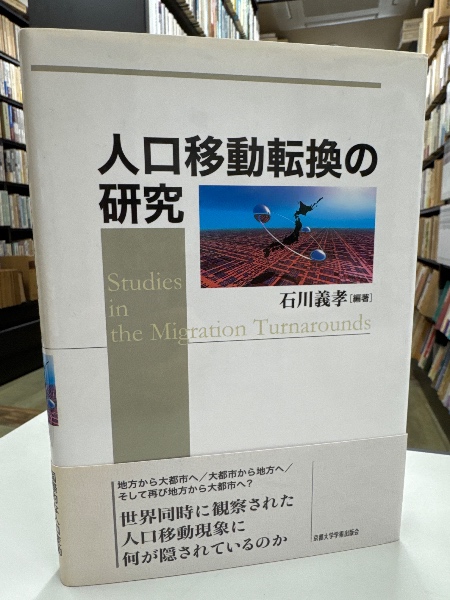 人口移動転換の
研究
石川義孝[編著]
Studies
in
the Migration Turnarounds
地方から大都市へ/大都市から地方へ/
そして再び地方から大都市へ?
世界同時に観察された
人口移動現象に
何が隠されているのか
京都大学学術出版会